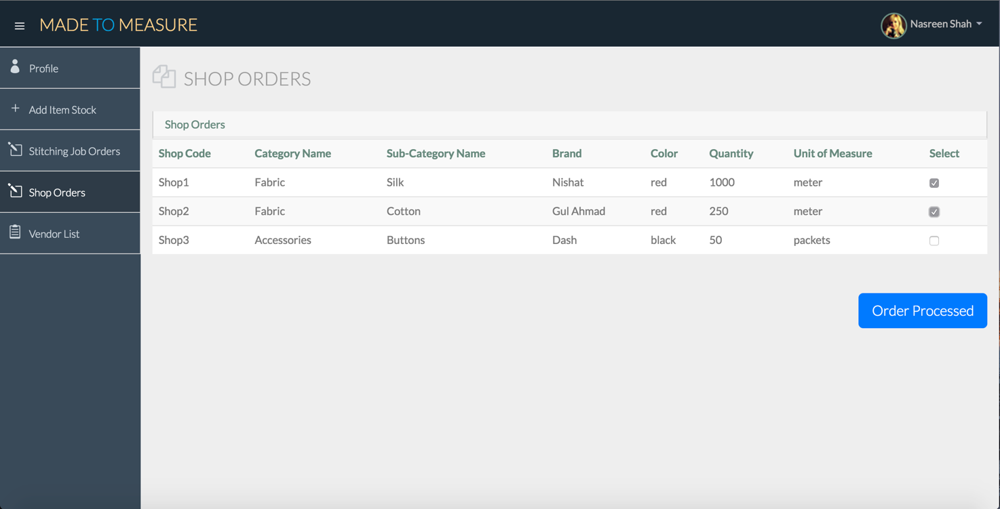 MADE TO MEASURE
Nasreen Shah
Profile
Add Item Stock
Stitching Job Orders
Shop Orders
Vendor List
SHOP ORDERS
Shop Orders
Shop Code Category Name Sub-Category Name Brand Color Quantity Unit of Measure Select
Shop1 Fabric Silk Nishat red 1000 meter
Shop2 Fabric Cotton Gul Ahmad red 250 meter
Shop3 Accessories Buttons Dash black 50 packets
Order Processed